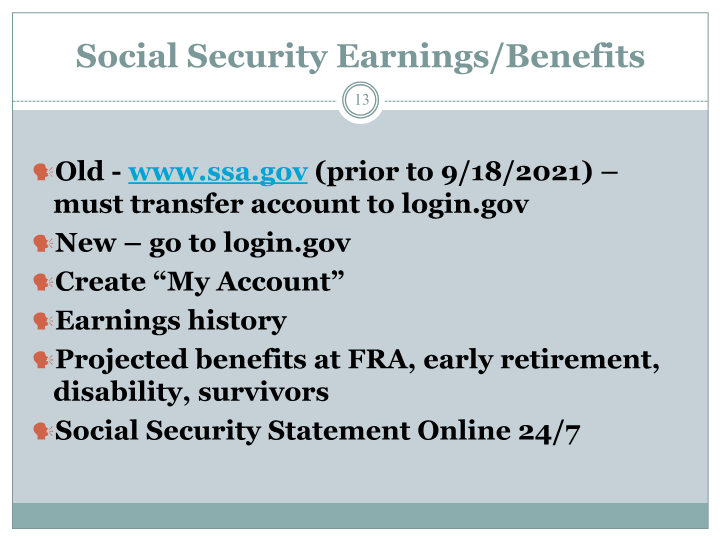 Social Security Earnings/Benefits
13
Old - www.ssa.gov (prior to 9/18/2021) –
must transfer account to login.gov
New – go to login.gov
Create “My Account”
Earnings history
Projected benefits at FRA, early retirement,
disability, survivors
Social Security Statement Online 24/7